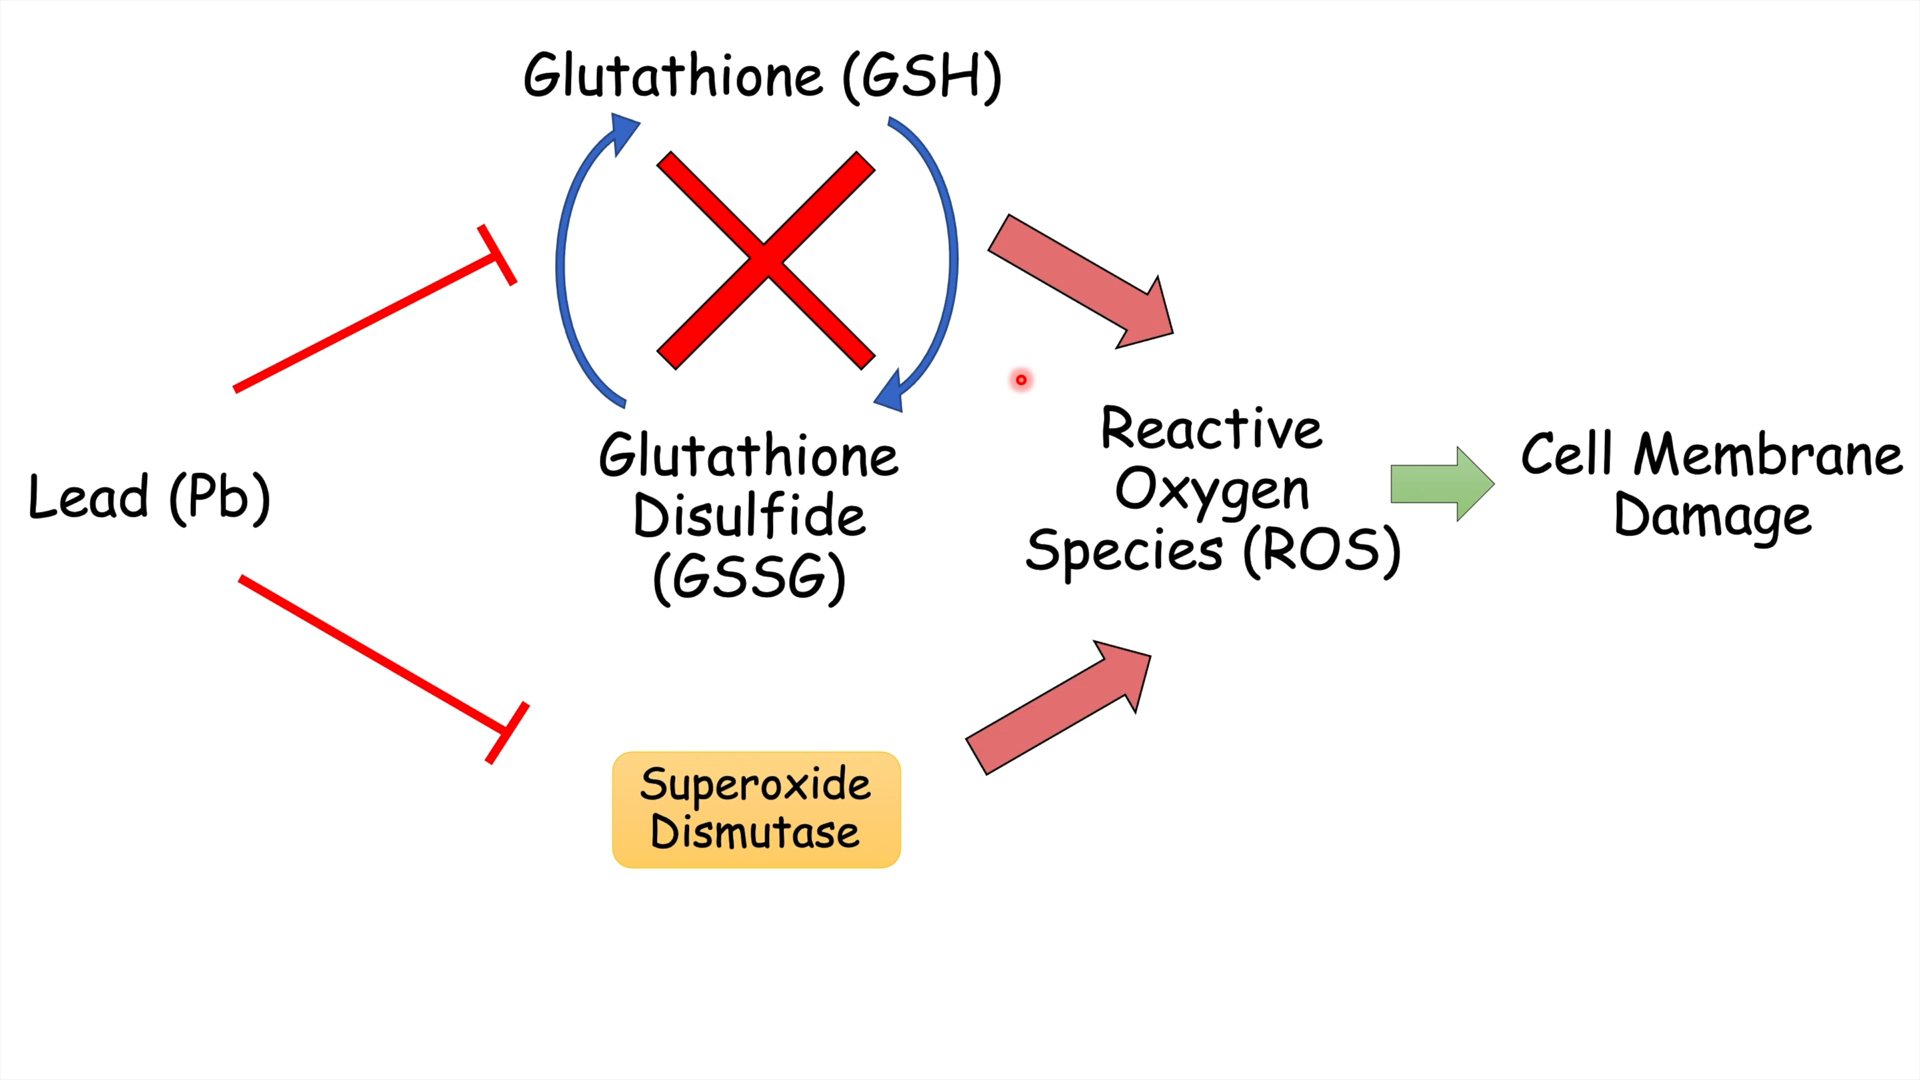 Glutathione (GSH)
Lead (Pb)
Glutathione
Disulfide
(GSSG)
Superoxide
Dismutase
Reactive
Oxygen
Species (ROS)
Cell Membrane
Damage